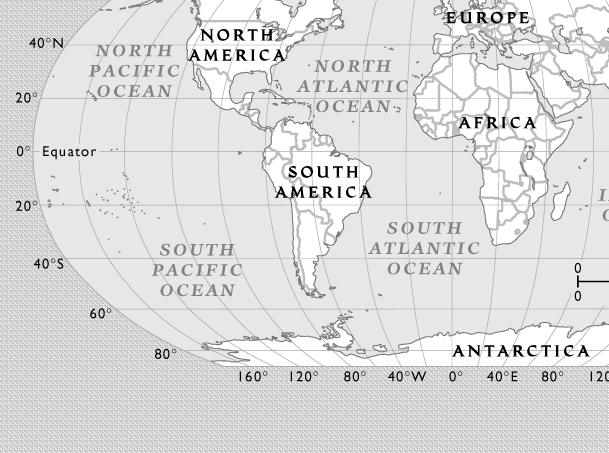 EUROPE
NORTH
AMERICA
40°N
NORTH
PACIFIC
OCEAN
NORTH
ATLANTIC
OCEAN
20°
AFRICA
0° Equator
SOUTH
AMERICA
20°
SOUTH
ATLANTIC
OCEAN
SOUTH
PACIFIC
OCEAN
40°S
0
0
60°
80°
ANTARCTICA
160° 120° 80° 40°W 0° 40°E 80° 120